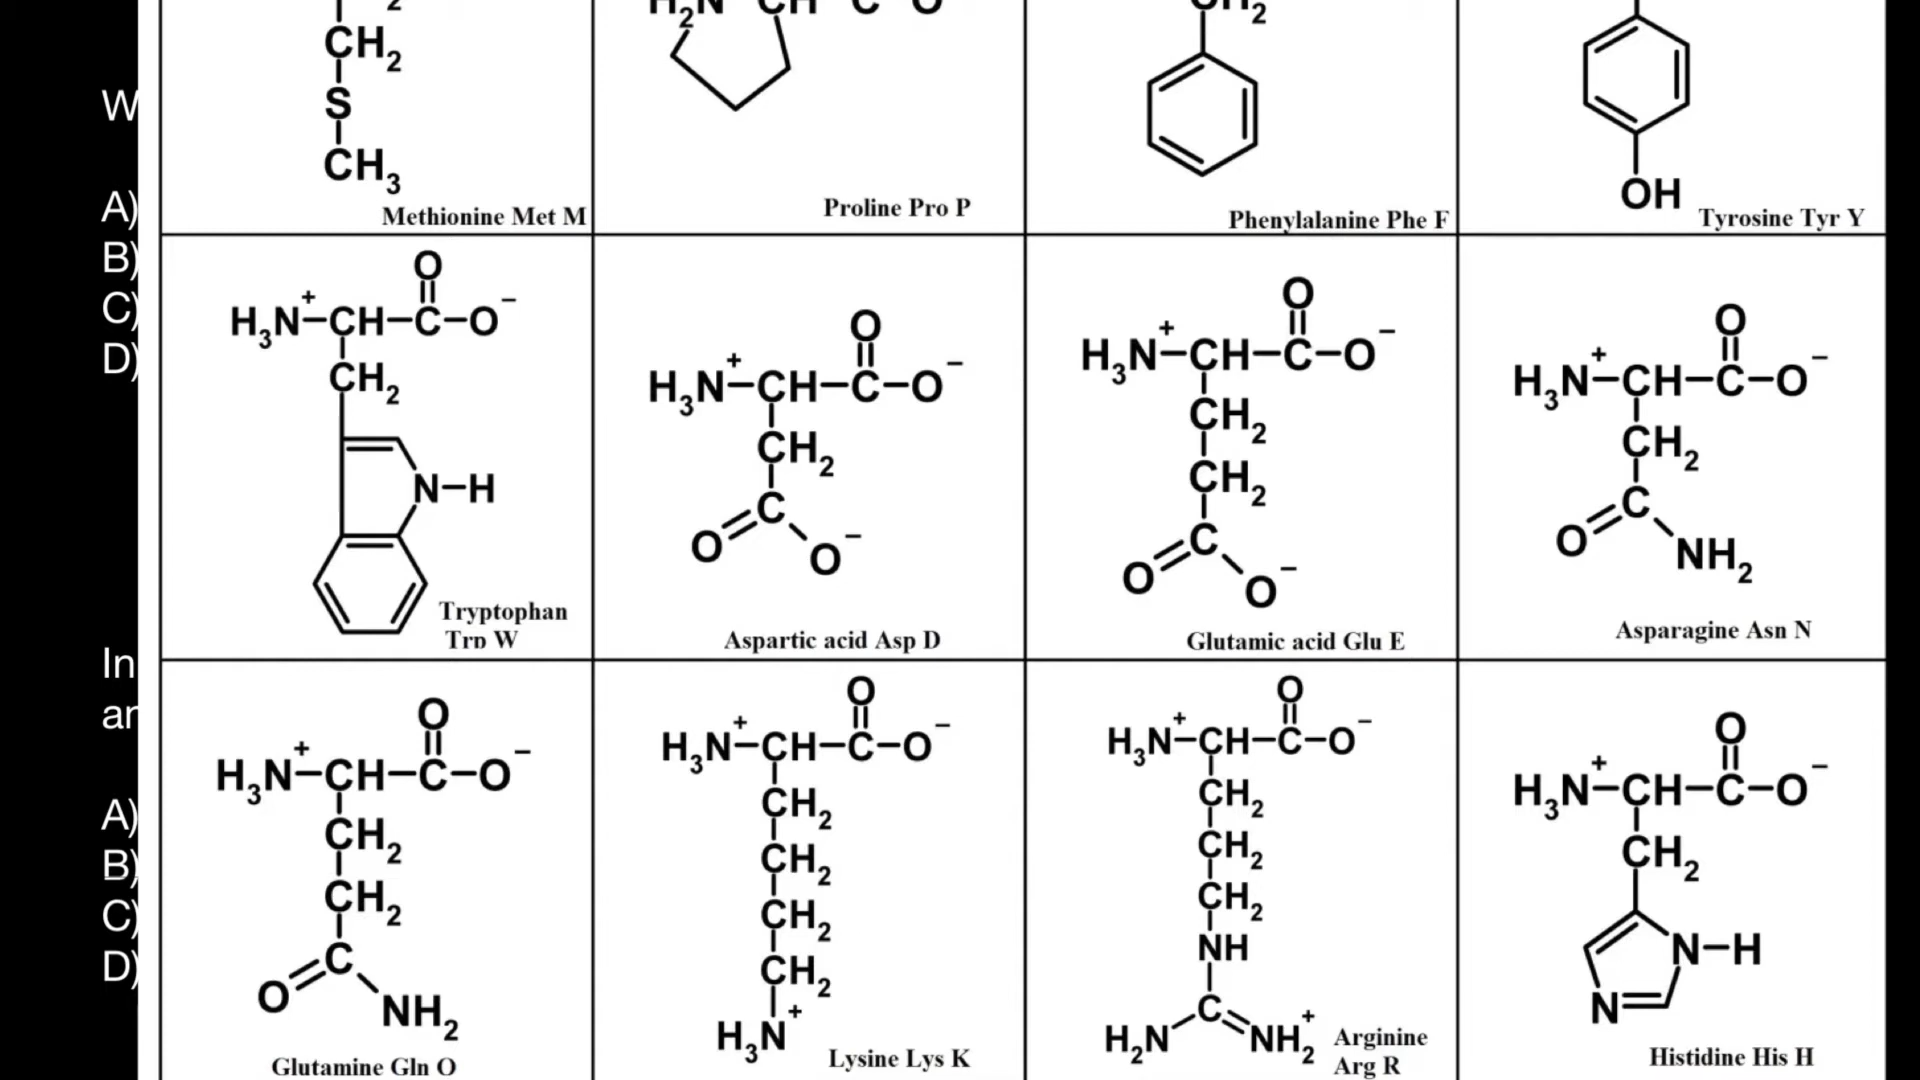 W
A)
B)
C)
D)
In
ar
A)
B)
C)
D)
CH2
S
CH3
Methionine Met M
H2N CH C O
Proline Pro P
CH2
Phenylalanine Phe F
OH
Tyrosine Tyr Y
O
H3N+–CH–C–O−
CH2
N–H
Tryptophan
Trp W
O
H3N+–CH–C–O−
CH2
C
O O−
Aspartic acid Asp D
O
H3N+–CH–C–O−
CH2
CH2
C
O O−
Glutamic acid Glu E
O
H3N+–CH–C–O−
CH2
C
O NH2
Asparagine Asn N
O
H3N+–CH–C–O−
CH2
CH2
C
O NH2
Glutamine Gln Q
O
H3N+–CH–C–O−
CH2
CH2
CH2
CH2
H3N+
Lysine Lys K
O
H3N+–CH–C–O−
CH2
CH2
CH2
NH
C
H2N NH2+
Arginine
Arg R
O
H3N+–CH–C–O−
CH2
N–H
N
Histidine His H